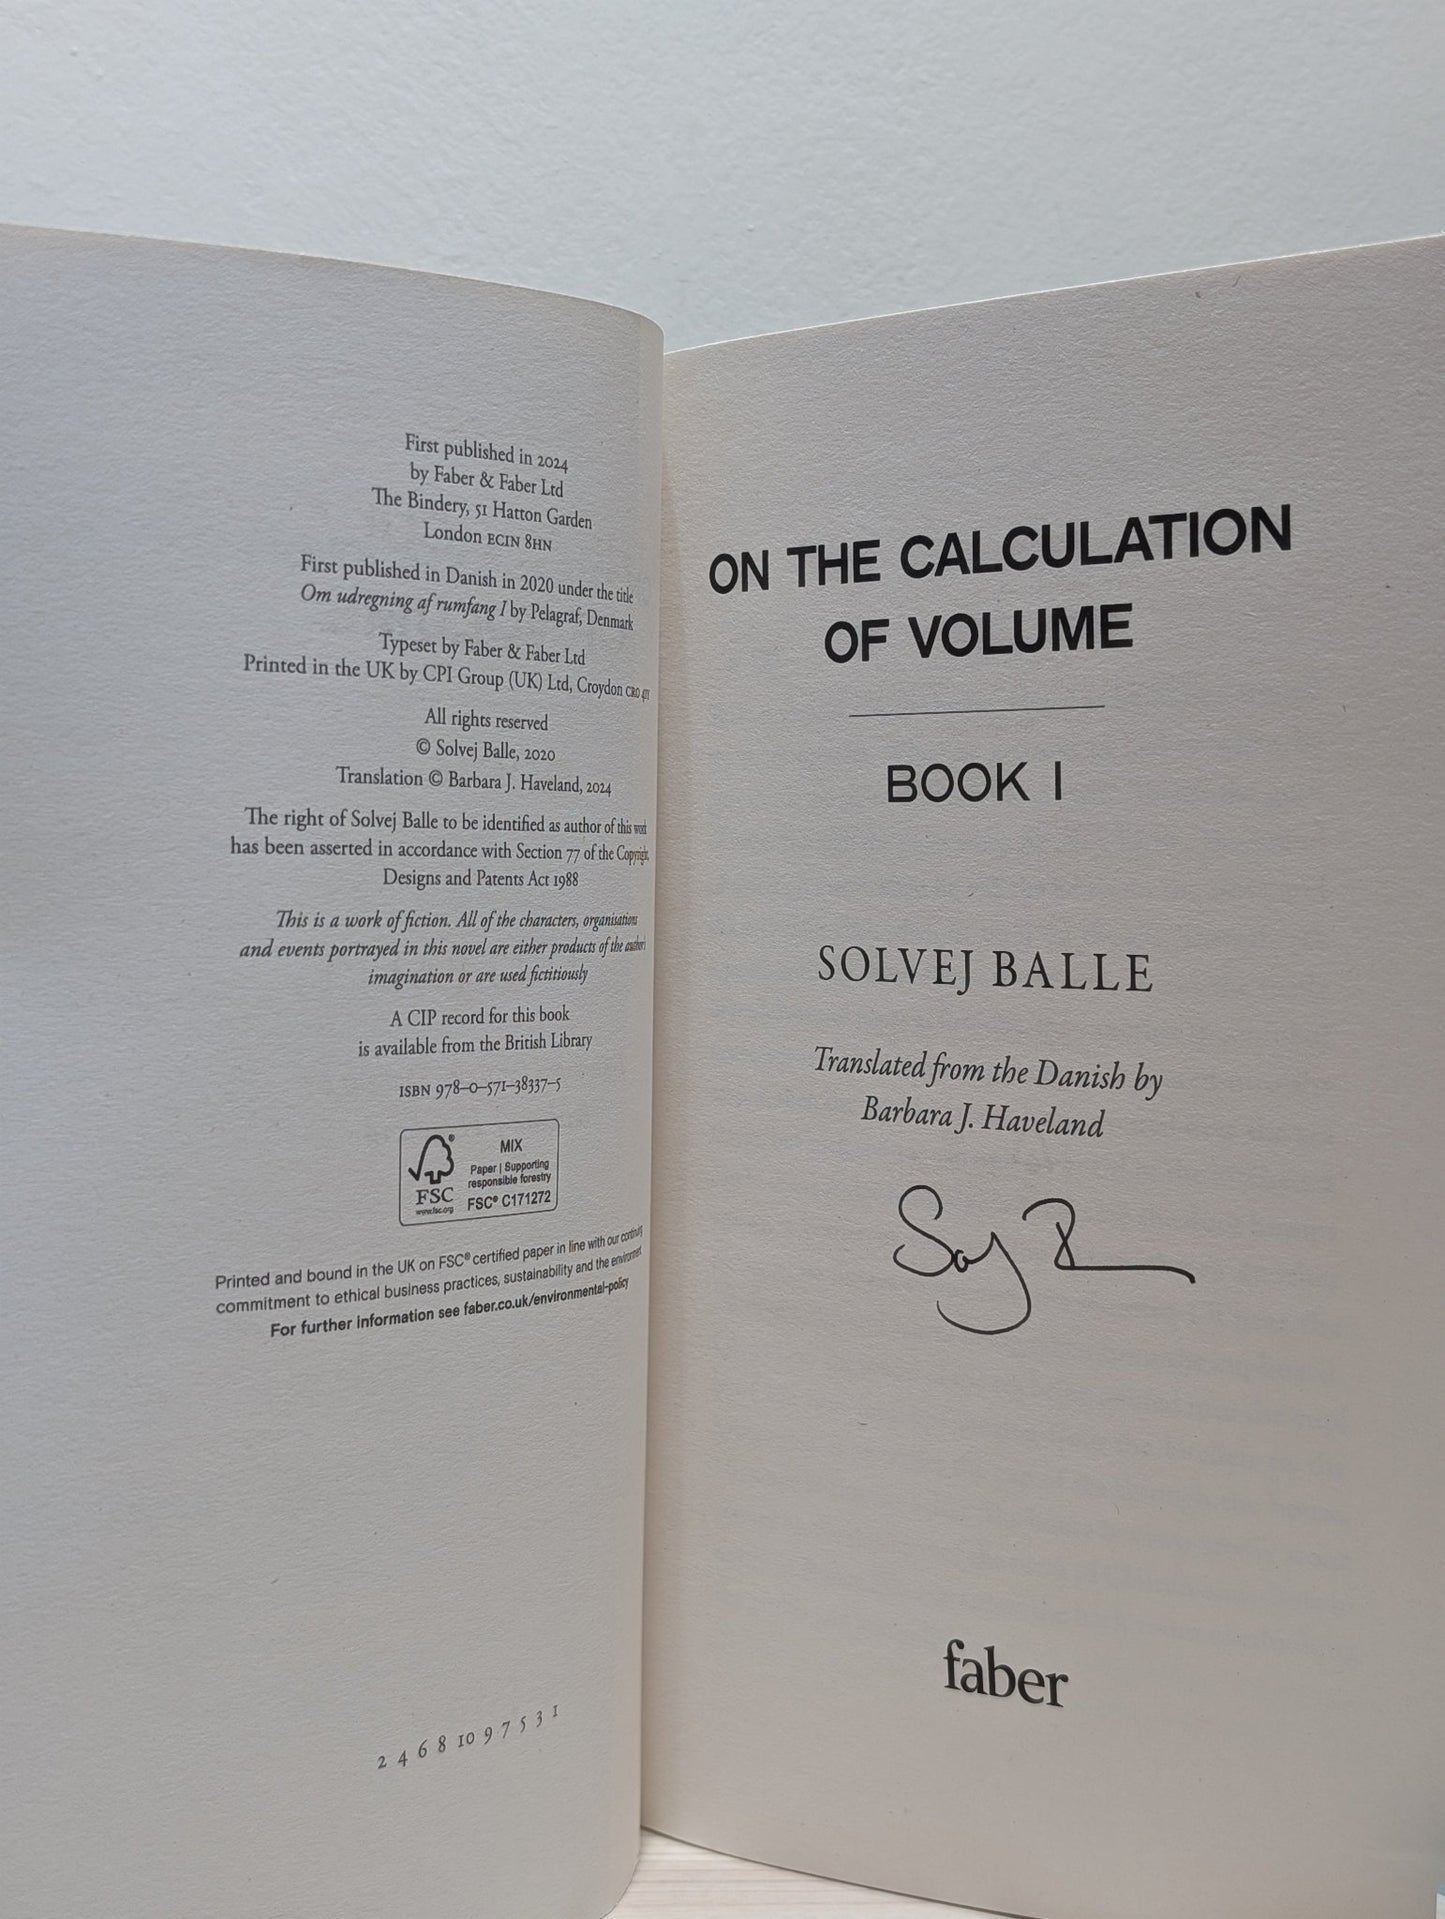 First published in 2024
by Faber & Faber Ltd
The Bindery, 51 Hatton Garden
London EC1N 8HN
First published in Danish in 2020 under the title
Om udregning af rumfang I by Pelagraf, Denmark
Typeset by Faber & Faber Ltd
Printed in the UK by CPI Group (UK) Ltd, Croydon CR0 4YY
All rights reserved
© Solvej Balle, 2020
Translation © Barbara J. Haveland, 2024
The right of Solvej Balle to be identified as author of this work
has been asserted in accordance with Section 77 of the Copyright,
Designs and Patents Act 1988
This is a work of fiction. All of the characters, organisations
and events portrayed in this novel are either products of the author's
imagination or are used fictitiously
A CIP record for this book
is available from the British Library
ISBN 978–0–571–38337–5
MIX
Paper | Supporting
responsible forestry
FSC® C171272
FSC
www.fsc.org
Printed and bound in the UK on FSC® certified paper in line with our continuing
commitment to ethical business practices, sustainability and the environment
For further information see faber.co.uk/environmental-policy
2 4 6 8 10 9 7 5 3 1
ON THE CALCULATION
OF VOLUME
BOOK I
SOLVEJ BALLE
Translated from the Danish by
Barbara J. Haveland
faber